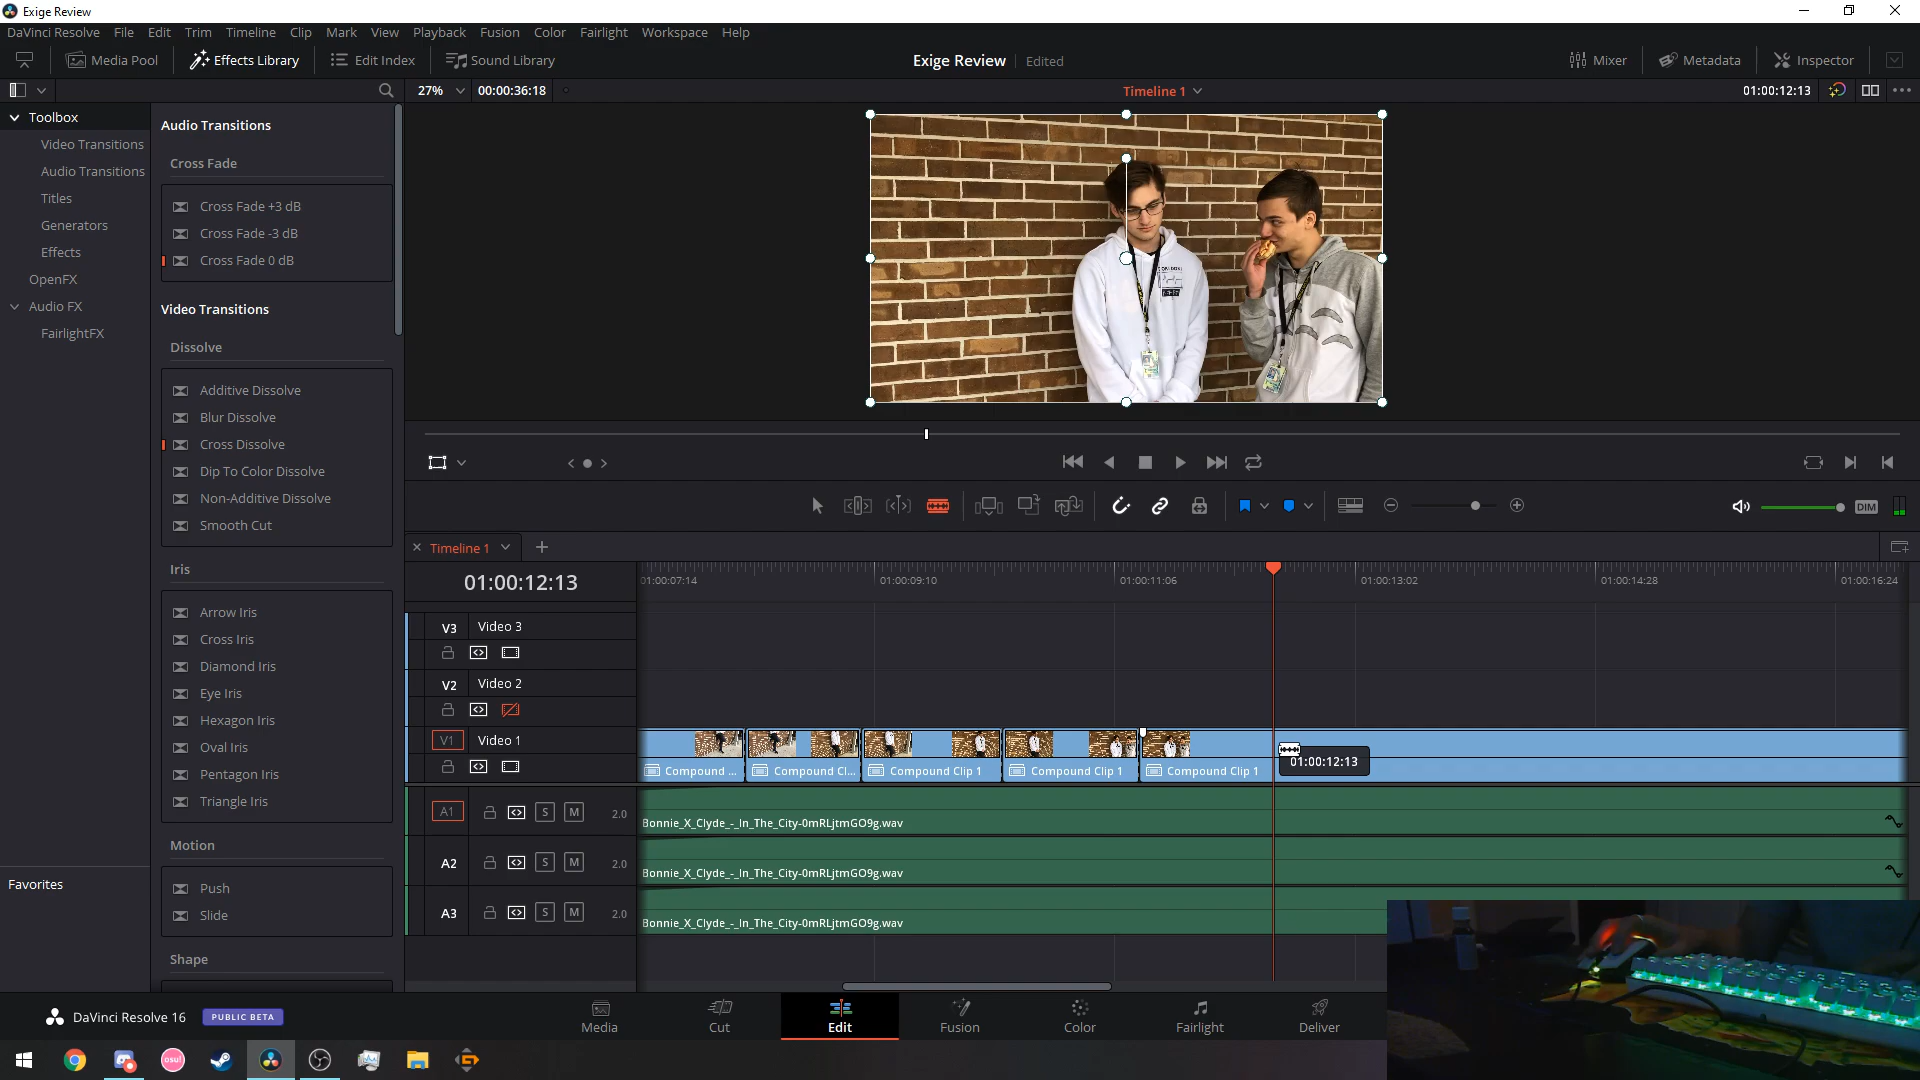 Exige Review
DaVinci Resolve File Edit Trim Timeline Clip Mark View Playback Fusion Color Fairlight Workspace Help
Media Pool Effects Library Edit Index Sound Library Exige Review Edited Mixer Metadata Inspector
27% 00:00:36:18 Timeline 1 01:00:12:13
Toolbox
Video Transitions
Audio Transitions
Titles
Generators
Effects
OpenFX
Audio FX
FairlightFX
Favorites
Audio Transitions
Cross Fade
Cross Fade +3 dB
Cross Fade -3 dB
Cross Fade 0 dB
Video Transitions
Dissolve
Additive Dissolve
Blur Dissolve
Cross Dissolve
Dip To Color Dissolve
Non-Additive Dissolve
Smooth Cut
Iris
Arrow Iris
Cross Iris
Diamond Iris
Eye Iris
Hexagon Iris
Oval Iris
Pentagon Iris
Triangle Iris
Motion
Push
Slide
Shape
DIM
Timeline 1
01:00:12:13
01:00:07:14 01:00:09:10 01:00:11:06 01:00:13:02 01:00:14:28 01:00:16:24
V3 Video 3
V2 Video 2
V1 Video 1
Compound ... Compound Cl... Compound Clip 1 Compound Clip 1 Compound Clip 1
01:00:12:13
A1 S M 2.0
Bonnie_X_Clyde_-_In_The_City-0mRLjtmGO9g.wav
A2 S M 2.0
Bonnie_X_Clyde_-_In_The_City-0mRLjtmGO9g.wav
A3 S M 2.0
Bonnie_X_Clyde_-_In_The_City-0mRLjtmGO9g.wav
DaVinci Resolve 16 PUBLIC BETA
Media Cut Edit Fusion Color Fairlight Deliver
osu!